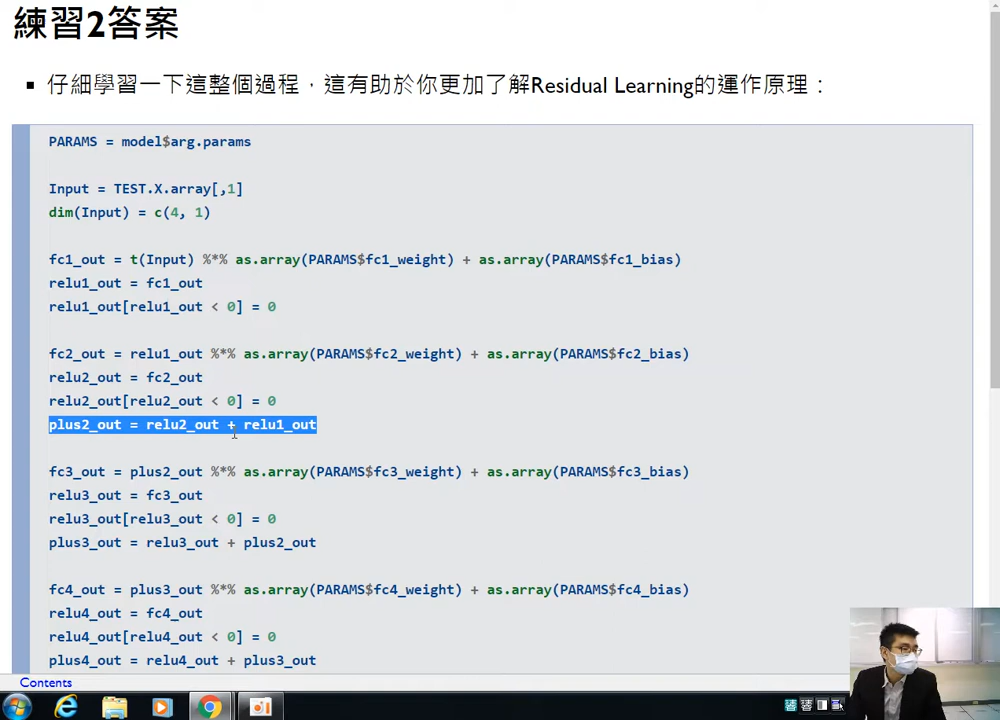 練習2答案
▪ 仔細學習一下這整個過程，這有助於你更加了解Residual Learning的運作原理：
PARAMS = model$arg.params
Input = TEST.X.array[,1]
dim(Input) = c(4, 1)
fc1_out = t(Input) %*% as.array(PARAMS$fc1_weight) + as.array(PARAMS$fc1_bias)
relu1_out = fc1_out
relu1_out[relu1_out < 0] = 0
fc2_out = relu1_out %*% as.array(PARAMS$fc2_weight) + as.array(PARAMS$fc2_bias)
relu2_out = fc2_out
relu2_out[relu2_out < 0] = 0
plus2_out = relu2_out + relu1_out
fc3_out = plus2_out %*% as.array(PARAMS$fc3_weight) + as.array(PARAMS$fc3_bias)
relu3_out = fc3_out
relu3_out[relu3_out < 0] = 0
plus3_out = relu3_out + plus2_out
fc4_out = plus3_out %*% as.array(PARAMS$fc4_weight) + as.array(PARAMS$fc4_bias)
relu4_out = fc4_out
relu4_out[relu4_out < 0] = 0
plus4_out = relu4_out + plus3_out
Contents